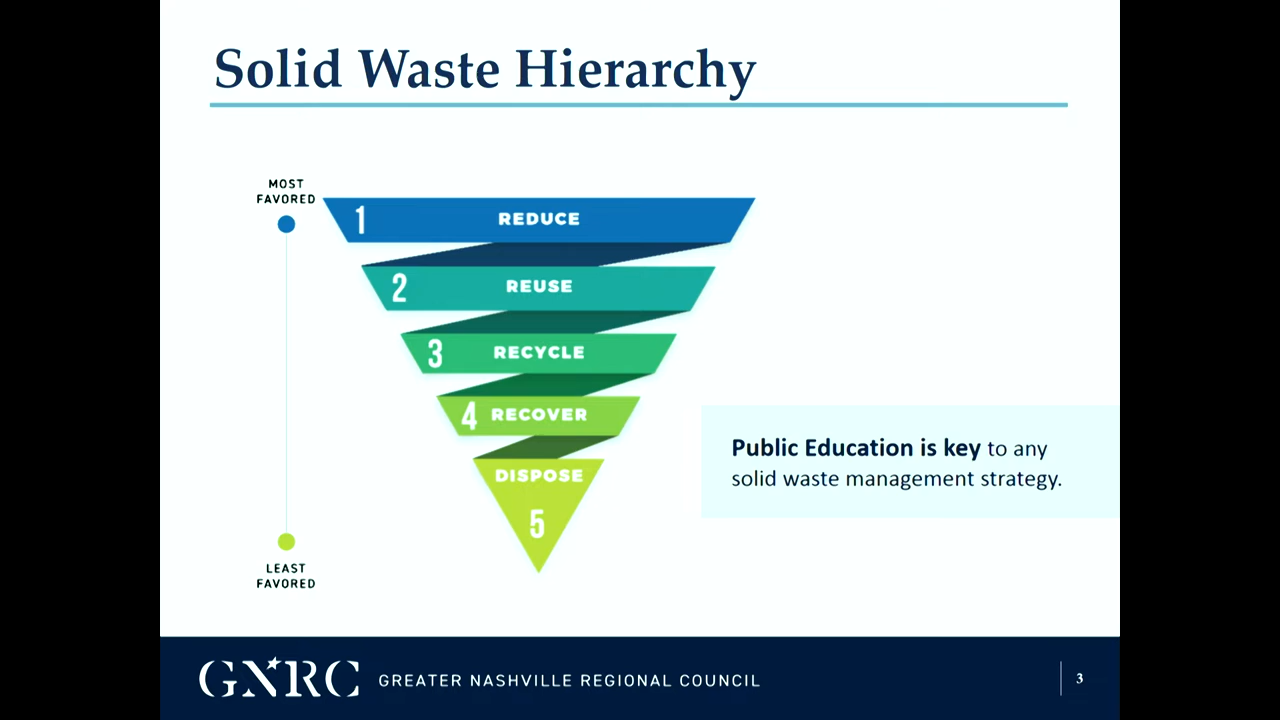 Solid Waste Hierarchy
MOST
FAVORED
1 REDUCE
2 REUSE
3 RECYCLE
4 RECOVER
DISPOSE
5
LEAST
FAVORED
Public Education is key to any
solid waste management strategy.
GNRC GREATER NASHVILLE REGIONAL COUNCIL
3